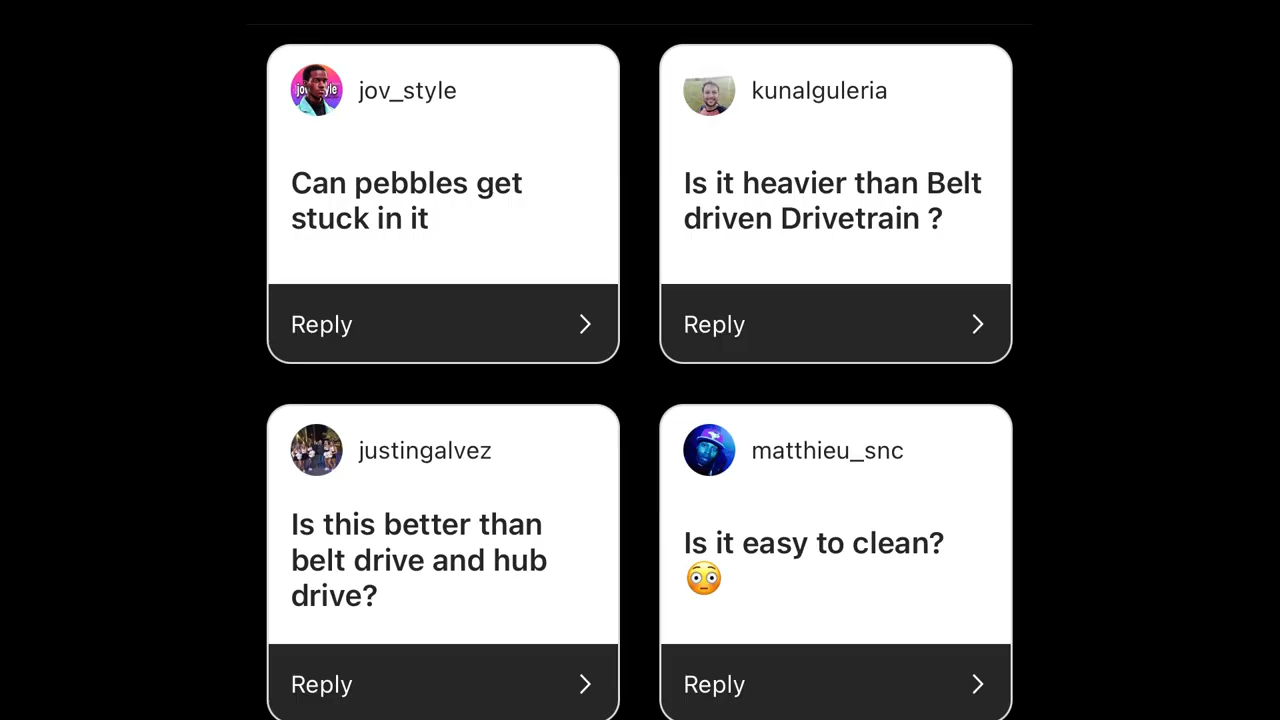 jov_style
Can pebbles get
stuck in it
Reply
kunalguleria
Is it heavier than Belt
driven Drivetrain ?
Reply
justingalvez
Is this better than
belt drive and hub
drive?
Reply
matthieu_snc
Is it easy to clean?
😳
Reply